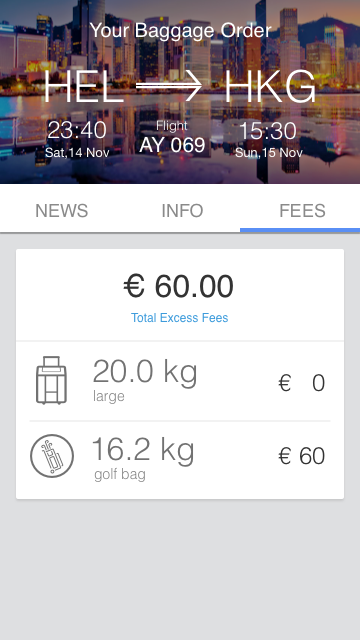 Your Baggage Order
HEL HKG
23:40 Flight 15:30
Sat,14 Nov AY 069 Sun,15 Nov
NEWS INFO FEES
€ 60.00
Total Excess Fees
20.0 kg € 0
large
16.2 kg € 60
golf bag